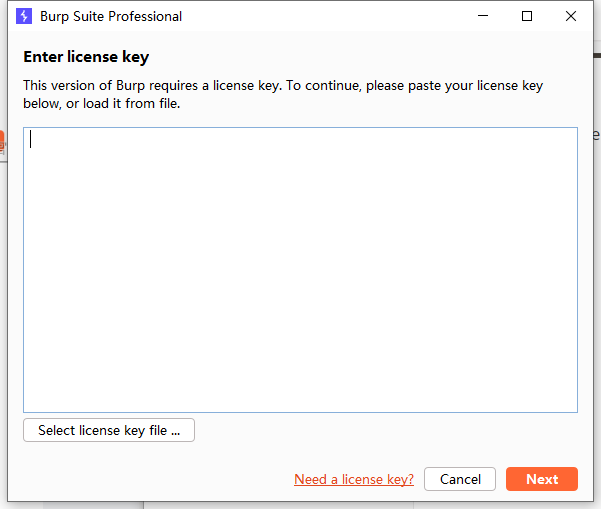 Burp Suite Professional
Enter license key
This version of Burp requires a license key. To continue, please paste your license key
below, or load it from file.
Select license key file ...
Need a license key?
Cancel
Next